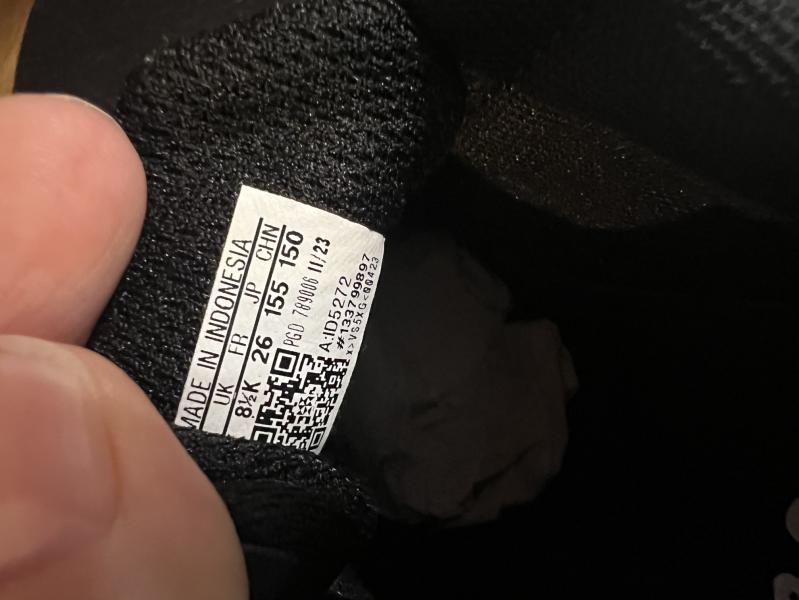 MADE IN INDONESIA
UK FR JP CHN
8½K 26 155 150
PGD 789006 11/23
A:ID5272
#133799897